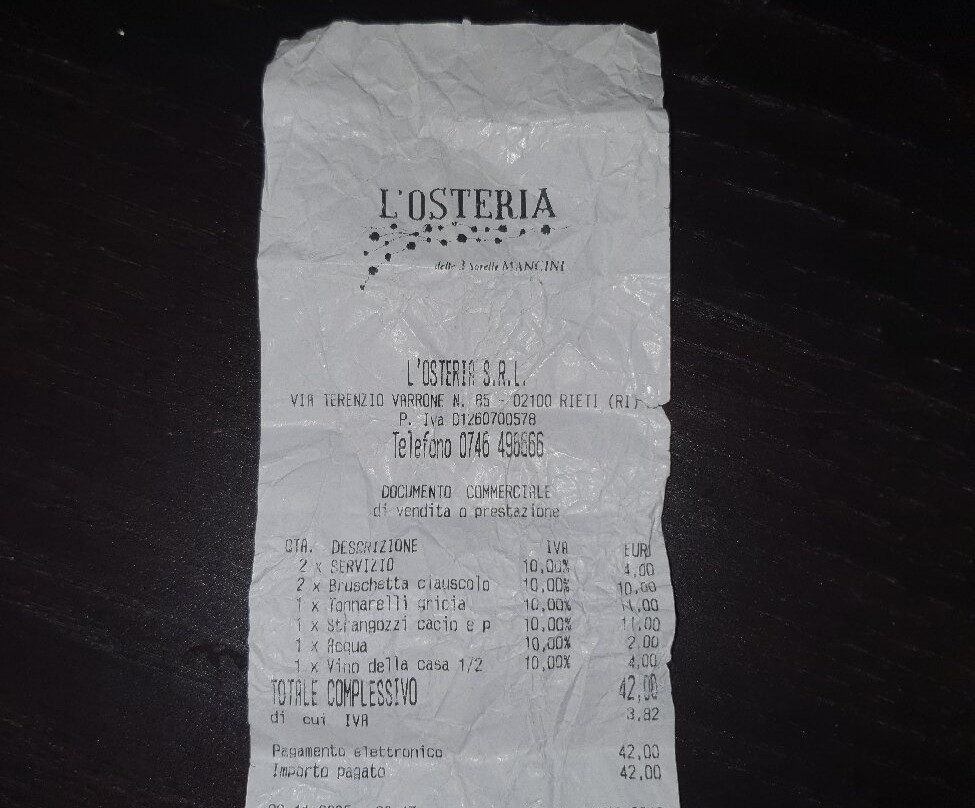 L'OSTERIA
delle 3 Sorelle MANCINI
L'OSTERIA S.R.L.
VIA TERENZIO VARRONE N. 85 - 02100 RIETI (RI)
P. Iva 01260700578
Telefono 0746 496866
DOCUMENTO COMMERCIALE
di vendita o prestazione
QTA. DESCRIZIONE IVA EURO
2 x SERVIZIO 10,00% 4,00
2 x Bruschetta ciauscolo 10,00% 10,00
1 x Tonnarelli gricia 10,00% 11,00
1 x Strangozzi cacio e p 10,00% 11,00
1 x Acqua 10,00% 2,00
1 x Vino della casa 1/2 10,00% 4,00
TOTALE COMPLESSIVO 42,00
di cui IVA 3,82
Pagamento elettronico 42,00
Importo pagato 42,00